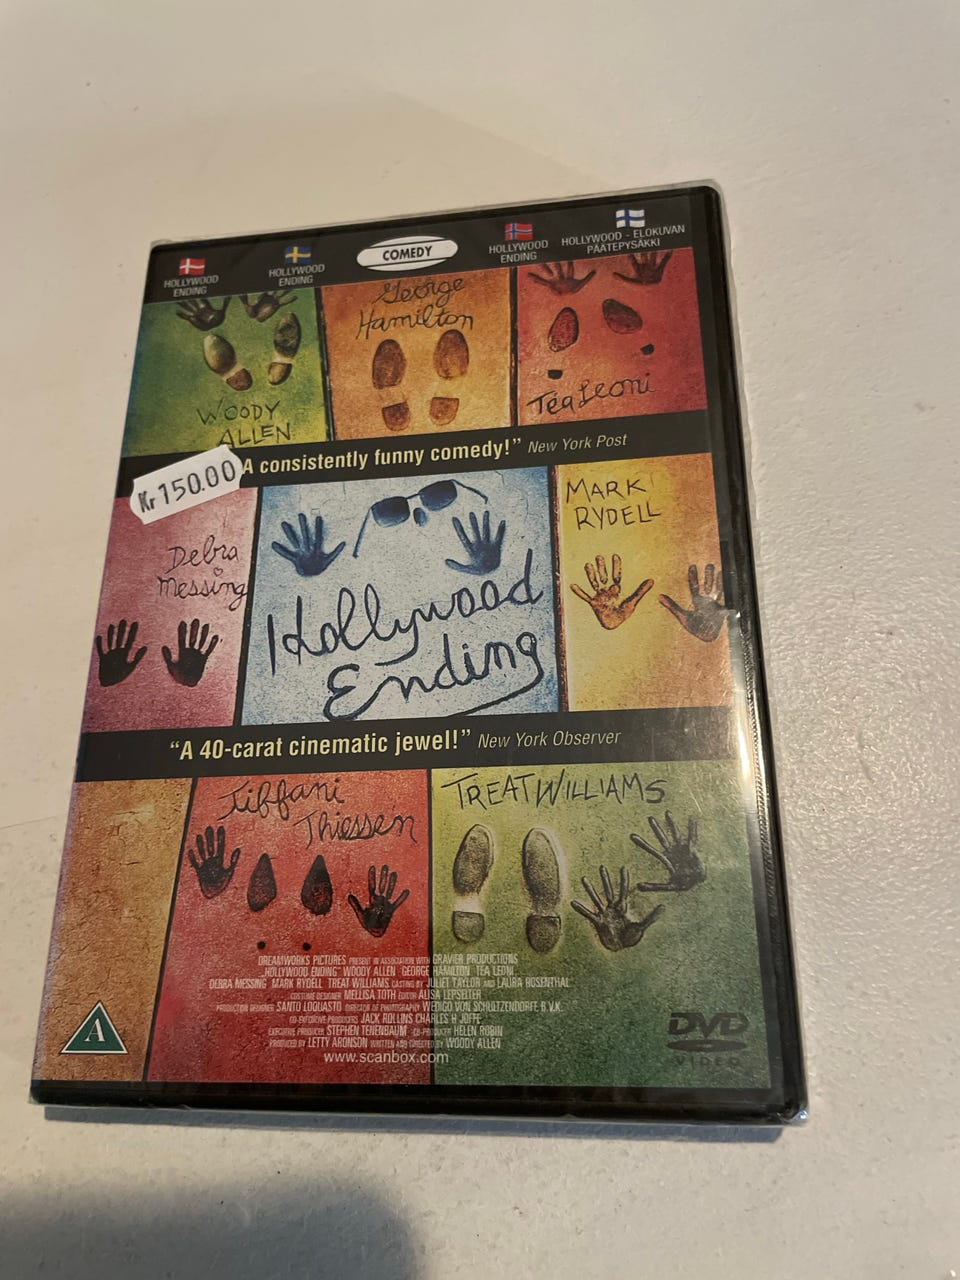 HOLLYWOOD
ENDING
HOLLYWOOD
ENDING
COMEDY
HOLLYWOOD
ENDING
HOLLYWOOD - ELOKUVAN
PÄÄTEPYSÄKKI
WOODY
ALLEN
George
Hamilton
Téa Leoni
A consistently funny comedy!” New York Post
Kr 150.00
Debra
Messing
Hollywood
Ending
MARK
RYDELL
“A 40-carat cinematic jewel!” New York Observer
Tiffani
Thiessen
TREAT WILLIAMS
DREAMWORKS PICTURES PRESENT IN ASSOCIATION WITH GRAVIER PRODUCTIONS
„HOLLYWOOD ENDING” WOODY ALLEN GEORGE HAMILTON TÉA LEONI
DEBRA MESSING MARK RYDELL TREAT WILLIAMS CASTING BY JULIET TAYLOR AND LAURA ROSENTHAL
COSTUME DESIGNER MELLISA TOTH EDITOR ALISA LEPSELTER
PRODUCTION DESIGNER SANTO LOQUASTO DIRECTOR OF PHOTOGRAPHY WEDIGO VON SCHULTZENDORFF B.V.K.
CO-EXECUTIVE PRODUCERS JACK ROLLINS CHARLES H JOFFE
EXECUTIVE PRODUCER STEPHEN TENENBAUM CO-PRODUCER HELEN ROBIN
PRODUCED BY LETTY ARONSON WRITTEN AND DIRECTED BY WOODY ALLEN
www.scanbox.com
A
DVD
VIDEO